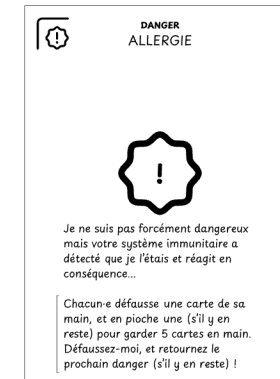 DANGER
ALLERGIE
Je ne suis pas forcément dangereux
mais votre système immunitaire a
détecté que je l'étais et réagit en
conséquence...
Chacun·e défausse une carte de sa
main, et en pioche une (s'il y en
reste) pour garder 5 cartes en main.
Défaussez-moi, et retournez le
prochain danger (s'il y en reste) !